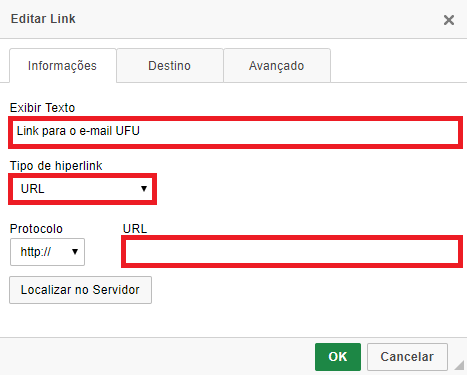 Editar Link
Informações Destino Avançado
Exibir Texto
Link para o e-mail UFU
Tipo de hiperlink
URL
Protocolo URL
http://
Localizar no Servidor
OK Cancelar